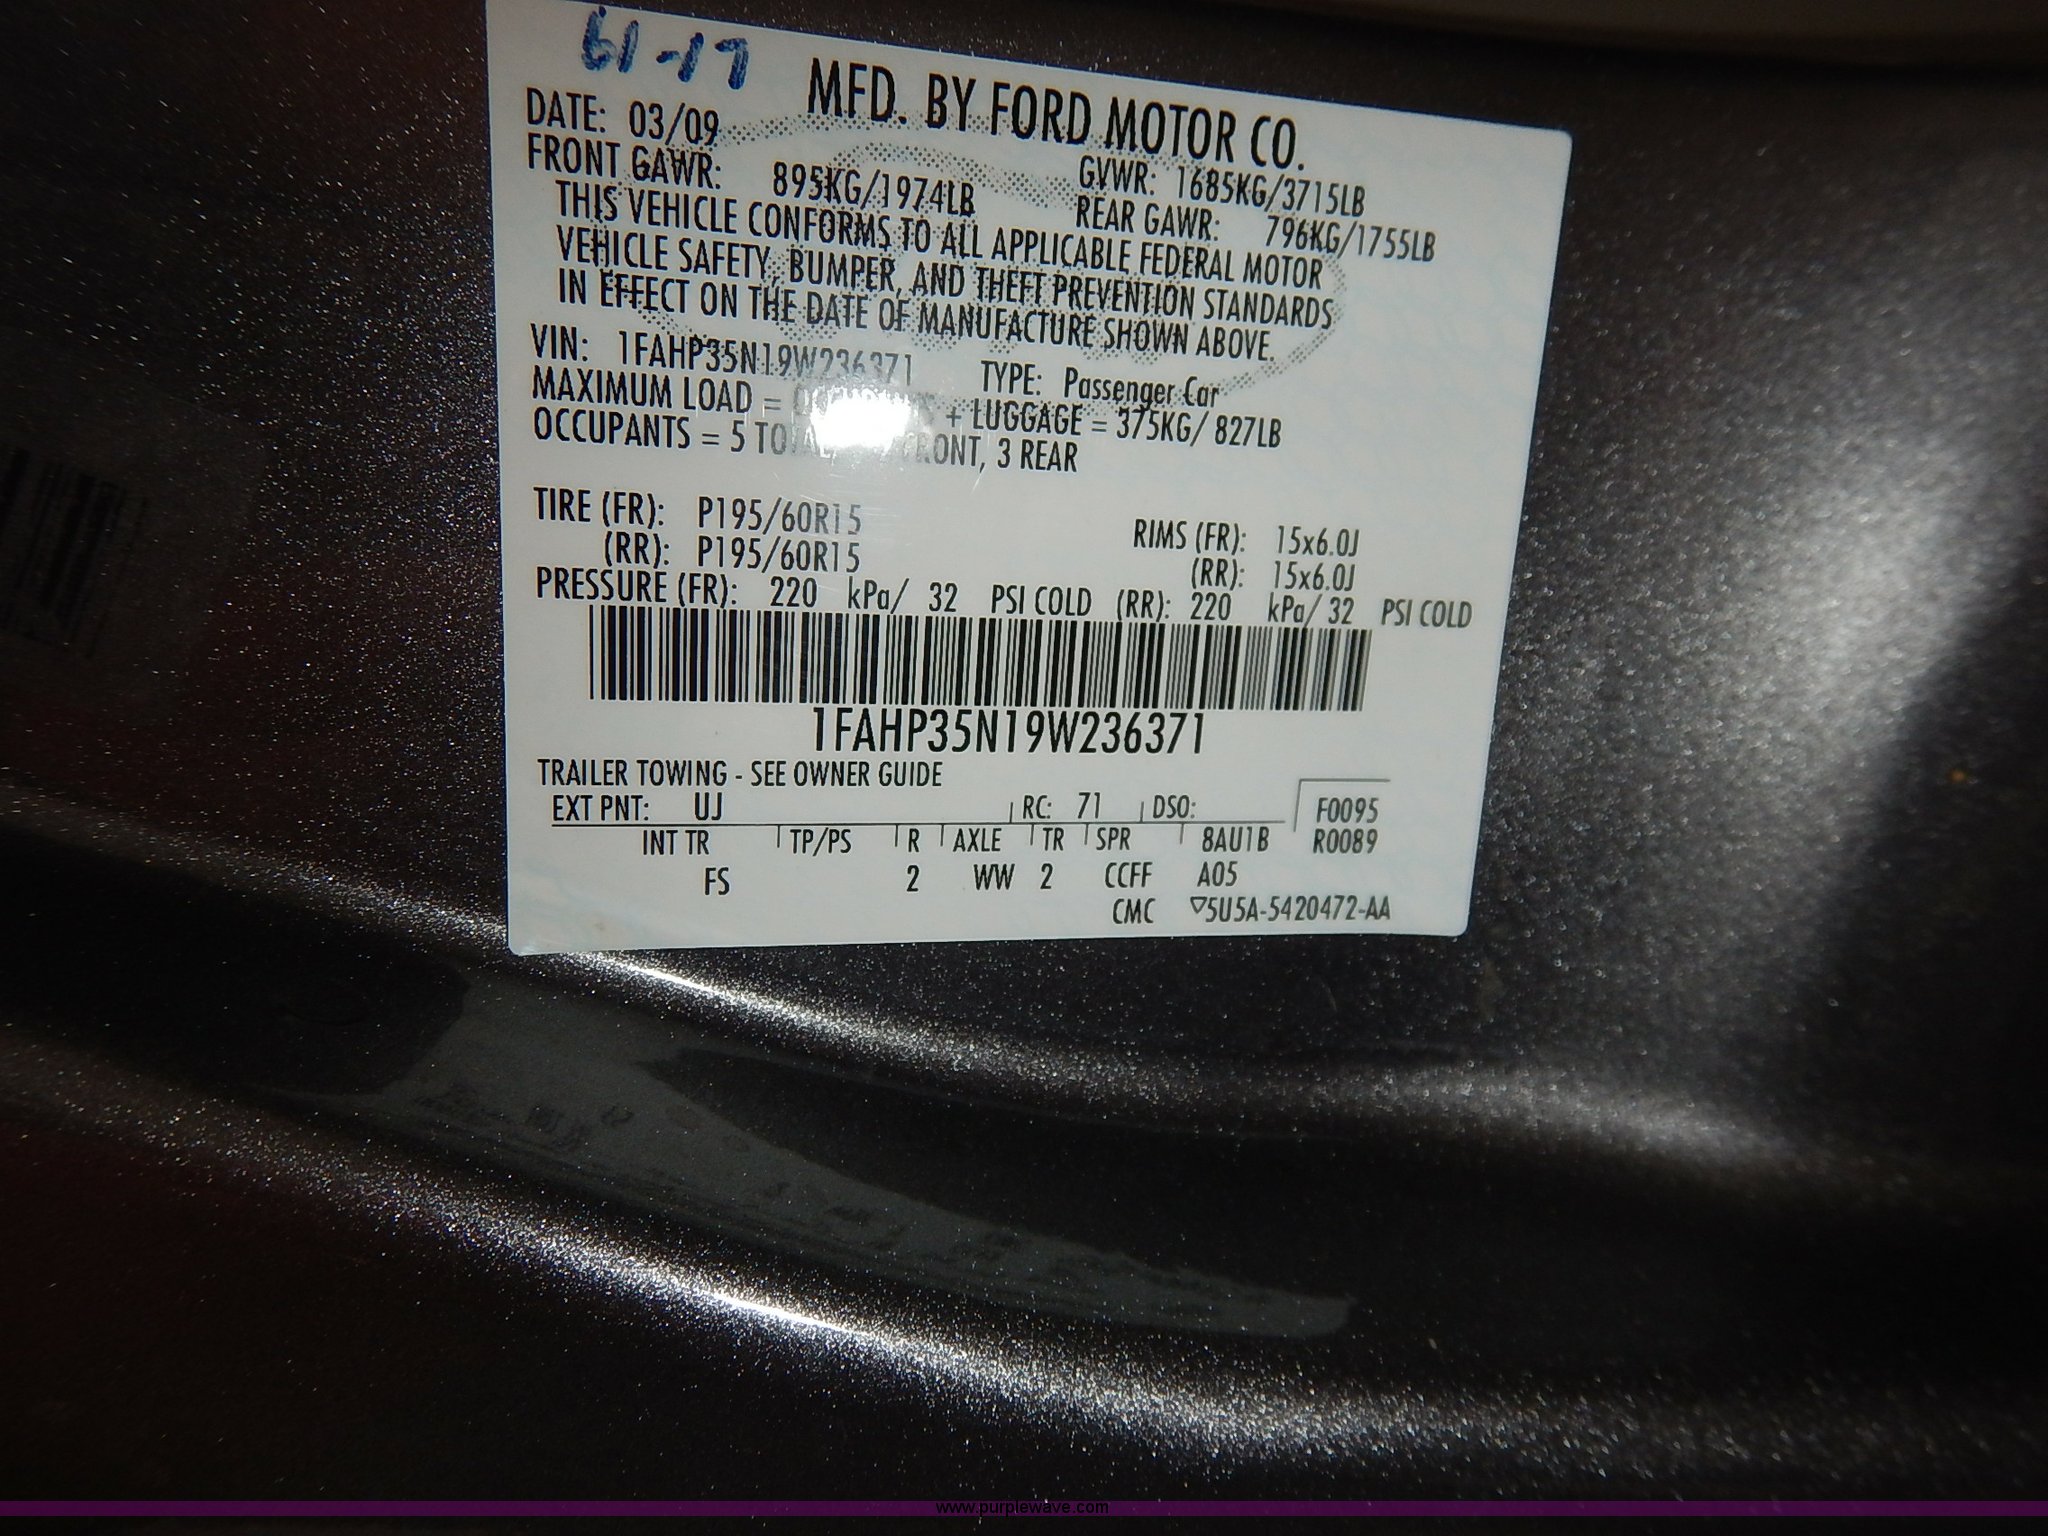 61-17
MFD. BY FORD MOTOR CO.
DATE: 03/09
GVWR: 1685KG/3715LB
FRONT GAWR: 895KG/1974LB
REAR GAWR: 796KG/1755LB
THIS VEHICLE CONFORMS TO ALL APPLICABLE FEDERAL MOTOR
VEHICLE SAFETY, BUMPER, AND THEFT PREVENTION STANDARDS
IN EFFECT ON THE DATE OF MANUFACTURE SHOWN ABOVE.
VIN: 1FAHP35N19W236371 TYPE: Passenger Car
MAXIMUM LOAD = + LUGGAGE = 375KG/ 827LB
OCCUPANTS = 5 TOTAL, FRONT, 3 REAR
TIRE (FR): P195/60R15 RIMS (FR): 15x6.0J
(RR): P195/60R15 (RR): 15x6.0J
PRESSURE (FR): 220 kPa/ 32 PSI COLD (RR): 220 kPa/ 32 PSI COLD
1FAHP35N19W236371
TRAILER TOWING - SEE OWNER GUIDE
EXT PNT: UJ RC: 71 DSO: F0095
INT TR TP/PS R AXLE TR SPR 8AU1B R0089
FS 2 WW 2 CCFF A05
CMC ▽5U5A-5420472-AA
www.purplewave.com